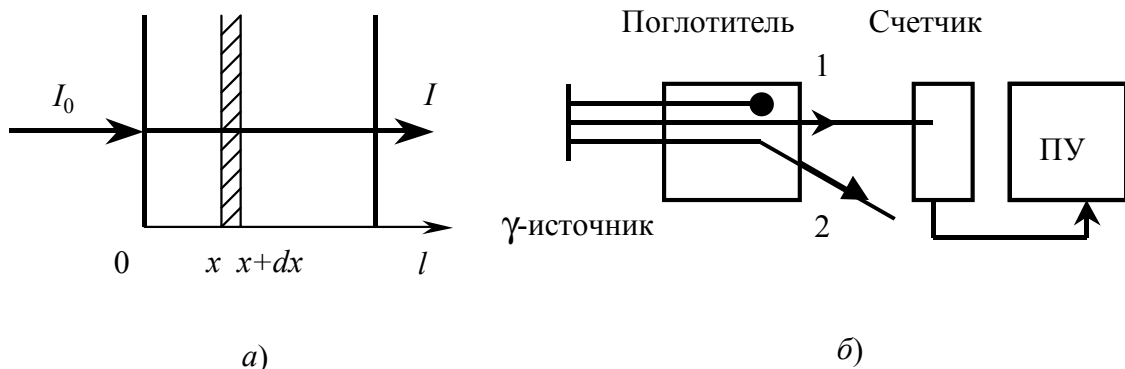 I₀
I
0
x
x+dx
l
а)
Поглотитель
Счетчик
1
ПУ
2
γ-источник
б)